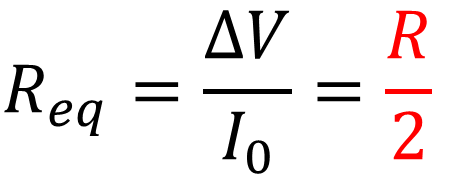 R_eq = ΔV/I_0 = R/2